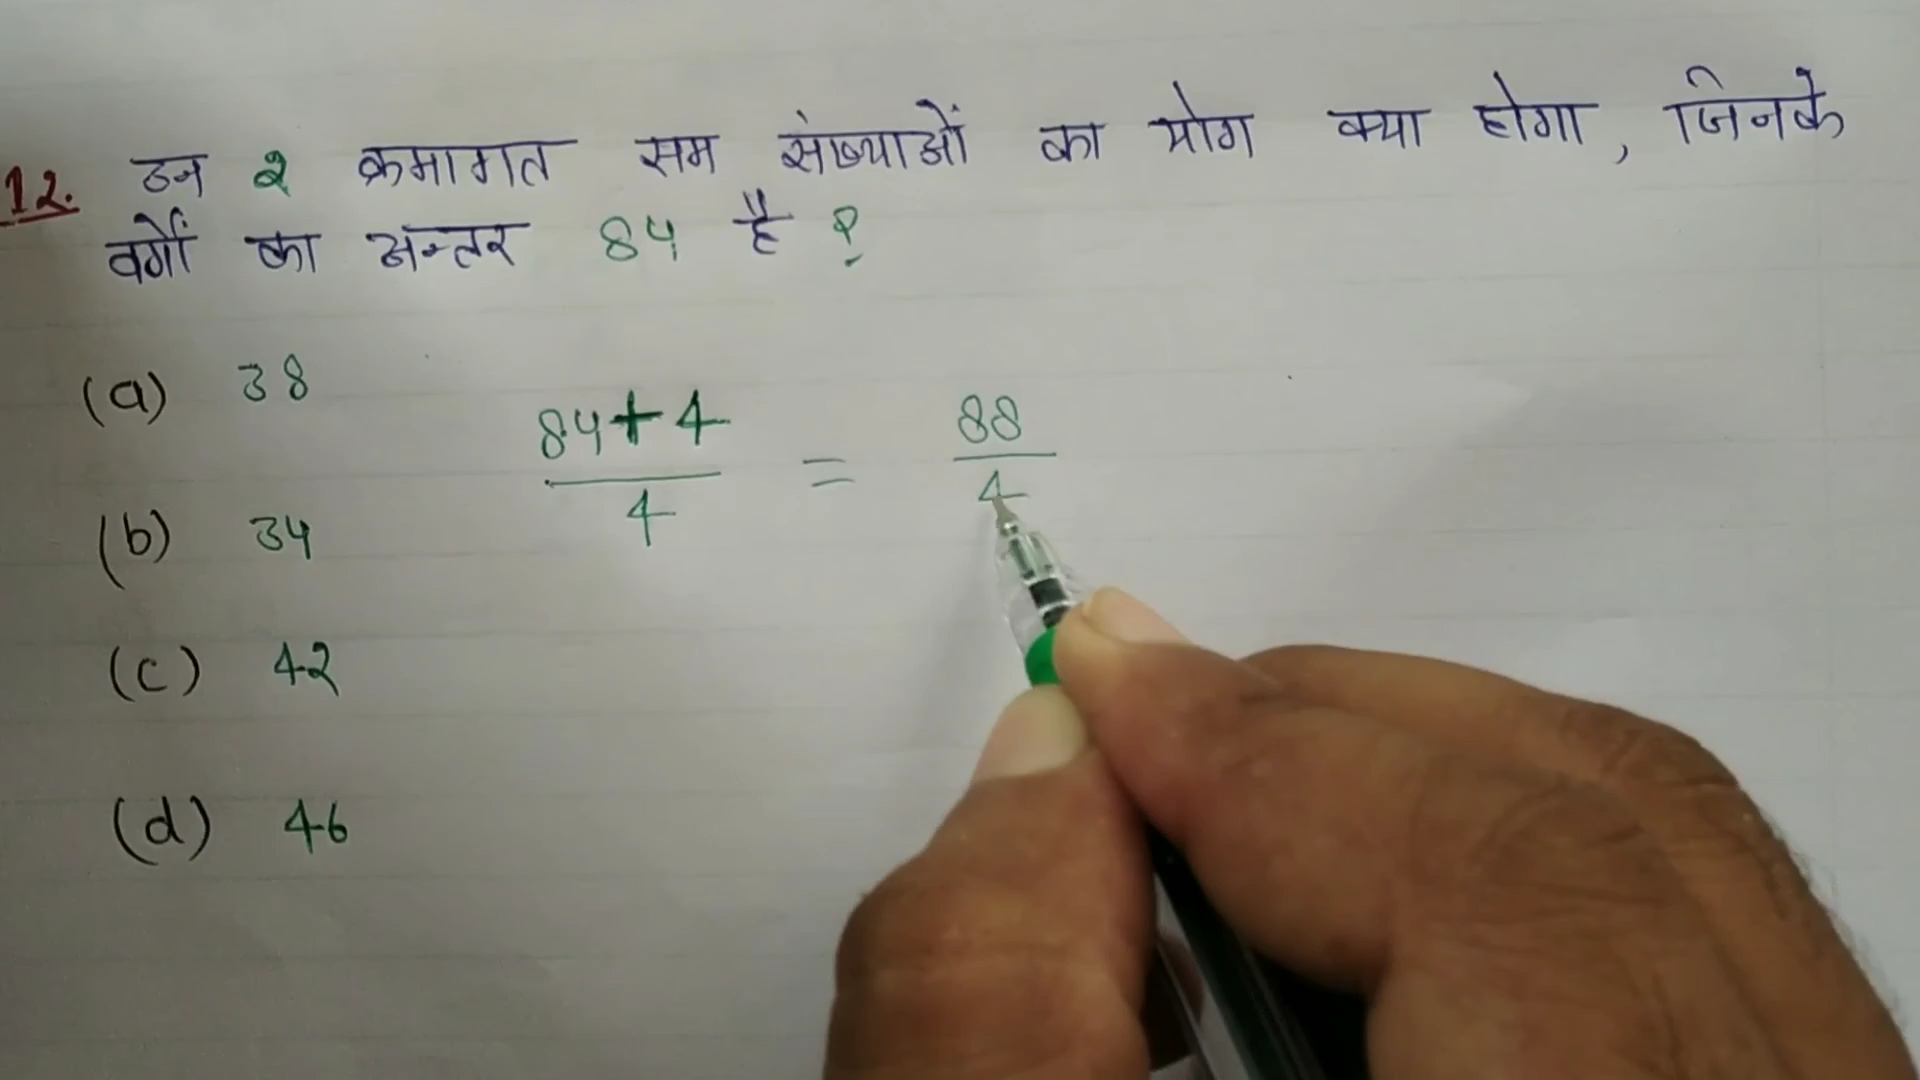 12. उन 2 क्रमागत सम संख्याओं का योग क्या होगा, जिनके
वर्गों का अन्तर 84 है ?
(a) 38
(b) 34
(c) 42
(d) 46
84+4
4
=
88
4